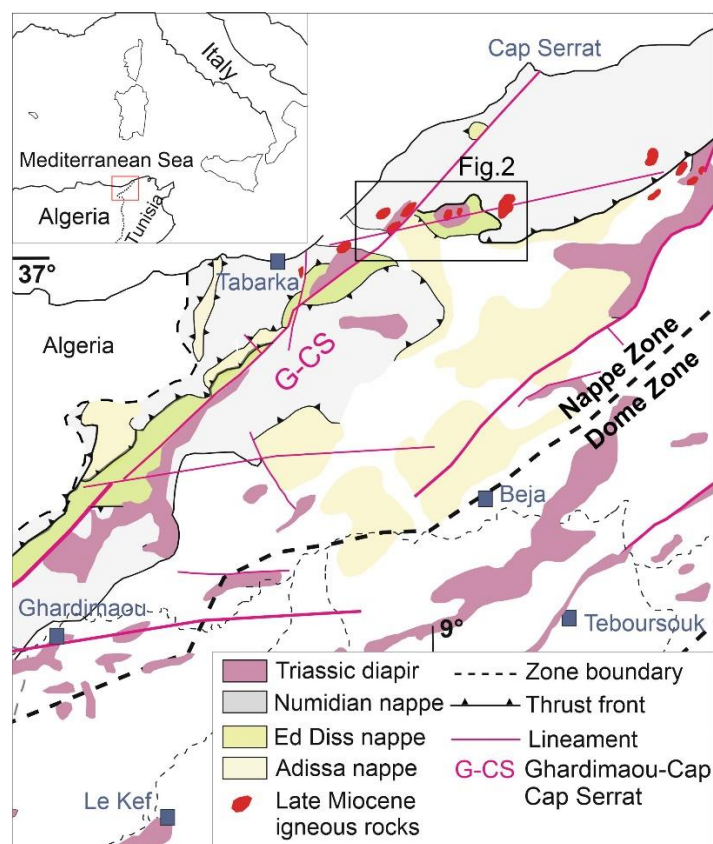 Italy
Mediterranean Sea
Algeria
Tunisia
Cap Serrat
Fig.2
37°
Tabarka
Algeria
G-CS
Nappe Zone
Dome Zone
Beja
Ghardimaou
9°
Teboursouk
Le Kef
Triassic diapir
Numidian nappe
Ed Diss nappe
Adissa nappe
Late Miocene
igneous rocks
Zone boundary
Thrust front
Lineament
G-CS Ghardimaou-Cap
Cap Serrat